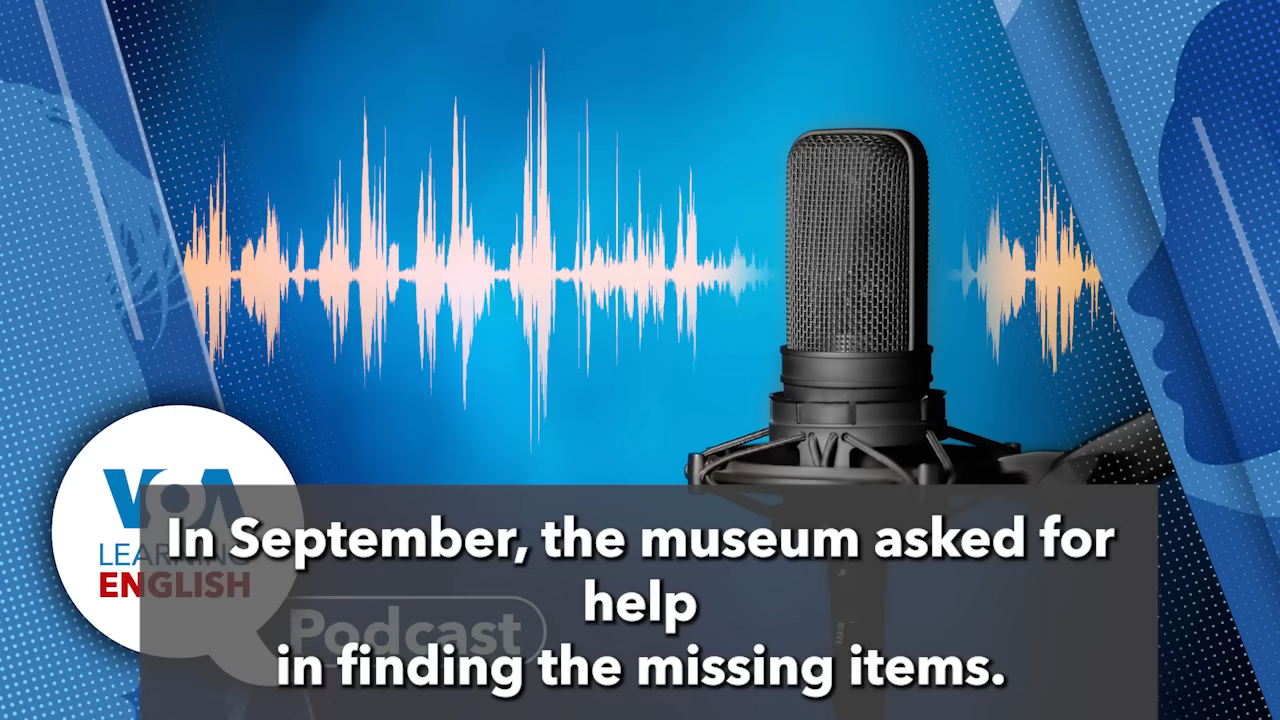 VOA
LEARNING
ENGLISH
Podcast
In September, the museum asked for
help
in finding the missing items.